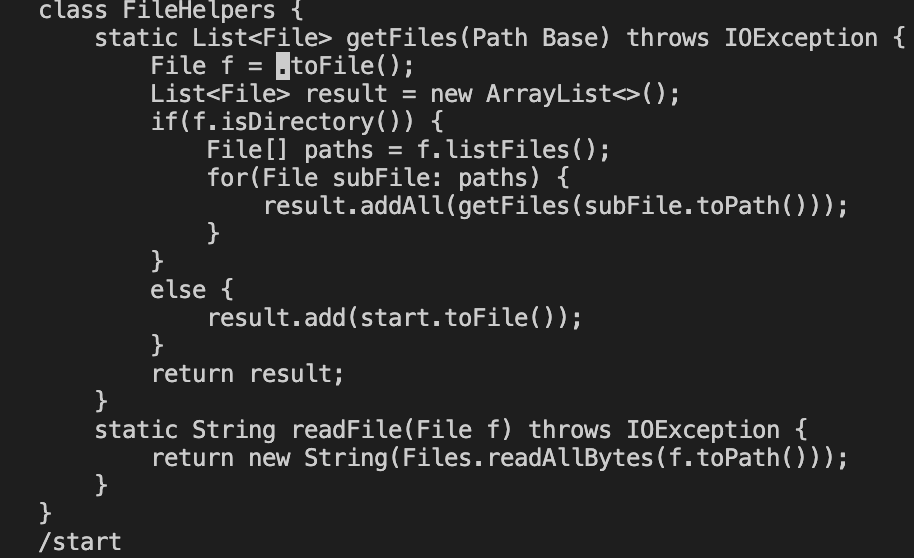 class FileHelpers {
    static List<File> getFiles(Path Base) throws IOException {
        File f = .toFile();
        List<File> result = new ArrayList<>();
        if(f.isDirectory()) {
            File[] paths = f.listFiles();
            for(File subFile: paths) {
                result.addAll(getFiles(subFile.toPath()));
            }
        }
        else {
            result.add(start.toFile());
        }
        return result;
    }
    static String readFile(File f) throws IOException {
        return new String(Files.readAllBytes(f.toPath()));
    }
}
/start